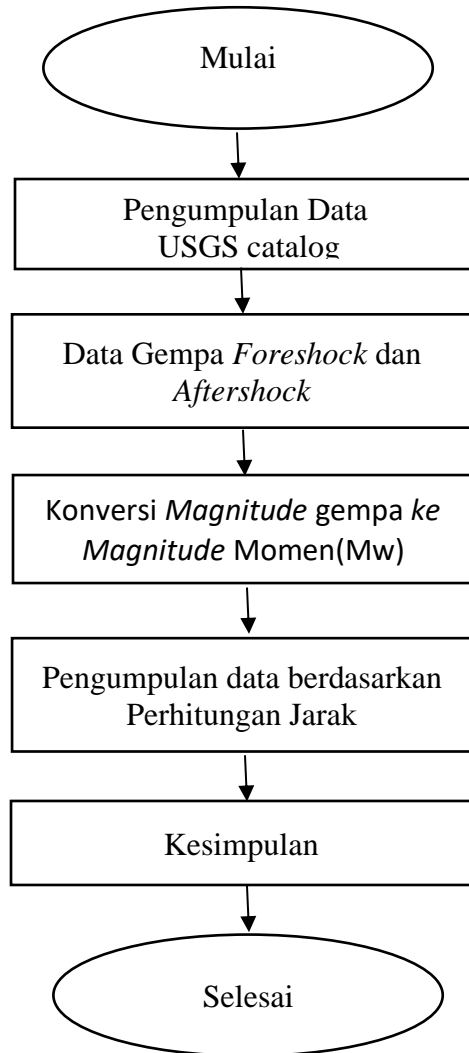 Mulai
Pengumpulan Data
USGS catalog
Data Gempa Foreshock dan
Aftershock
Konversi Magnitude gempa ke
Magnitude Momen(Mw)
Pengumpulan data berdasarkan
Perhitungan Jarak
Kesimpulan
Selesai